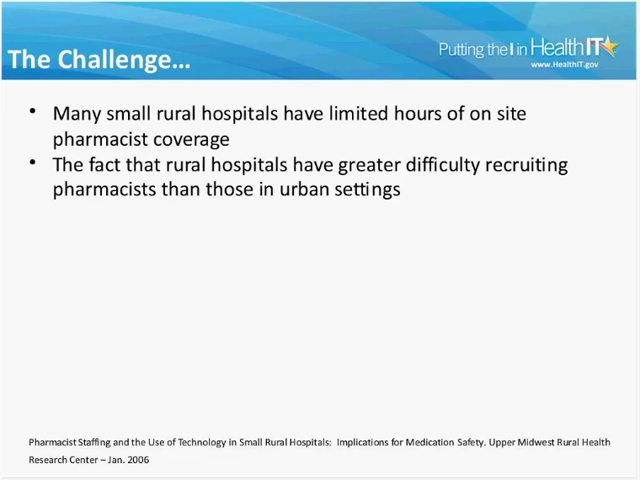 The Challenge...
Putting the I in HealthIT
www.HealthIT.gov
• Many small rural hospitals have limited hours of on site
pharmacist coverage
• The fact that rural hospitals have greater difficulty recruiting
pharmacists than those in urban settings
Pharmacist Staffing and the Use of Technology in Small Rural Hospitals:  Implications for Medication Safety. Upper Midwest Rural Health
Research Center – Jan. 2006